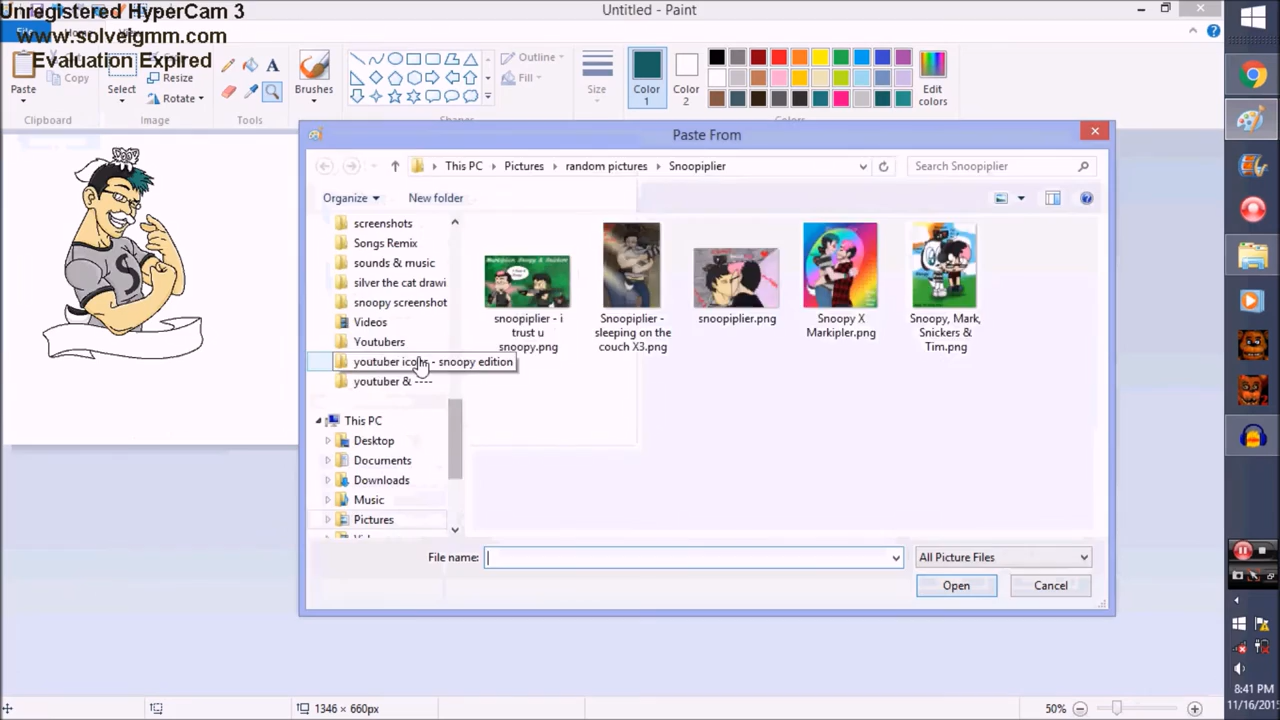 Unregistered HyperCam 3
www.solveigmm.com
Evaluation Expired
Untitled - Paint
File
Paste
Copy
Select
Resize
Rotate
Brushes
Outline
Fill
Size
Color 1
Color 2
Edit colors
Clipboard
Image
Tools
Shapes
Colors
Paste From
This PC
Pictures
random pictures
Snoopiplier
Search Snoopiplier
Organize
New folder
screenshots
Songs Remix
sounds & music
silver the cat drawi
snoopy screenshot
Videos
Youtubers
youtuber icons - snoopy edition
youtuber & ----
This PC
Desktop
Documents
Downloads
Music
Pictures
snoopiplier - i trust u snoopy.png
Snoopiplier - sleeping on the couch X3.png
snoopiplier.png
Snoopy X Markipler.png
Snoopy, Mark, Snickers & Tim.png
File name:
All Picture Files
Open
Cancel
1346 × 660px
50%
8:41 PM
11/16/201